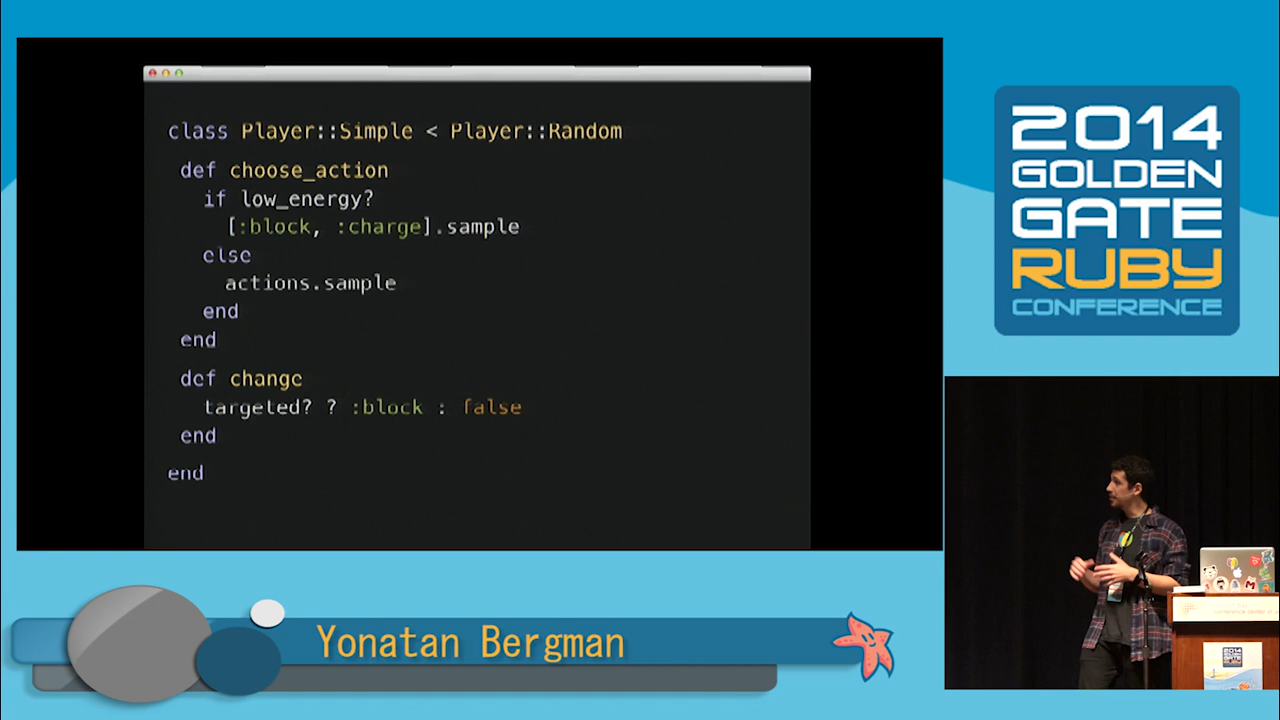 class Player::Simple < Player::Random
def choose_action
if low_energy?
[:block, :charge].sample
else
actions.sample
end
end
def change
targeted? ? :block : false
end
end
2014
GOLDEN
GATE
RUBY
CONFERENCE
Yonatan Bergman